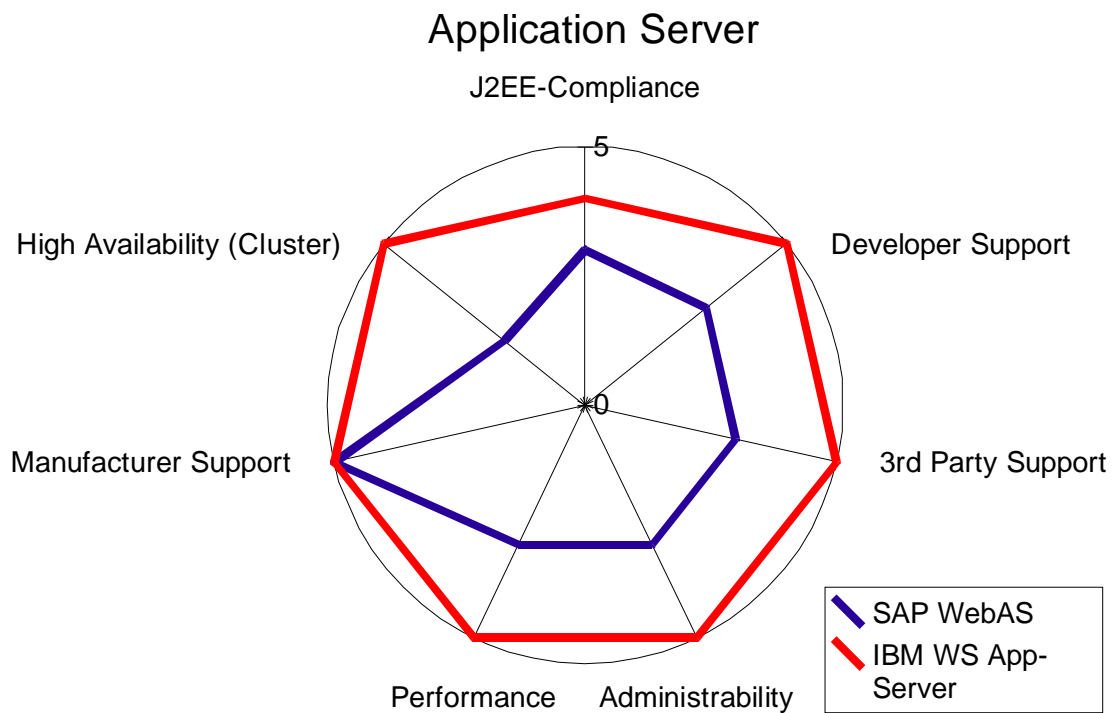 Application Server
J2EE-Compliance
5
High Availability (Cluster)
Developer Support
0
Manufacturer Support
3rd Party Support
SAP WebAS
IBM WS App-
Server
Performance
Administrability